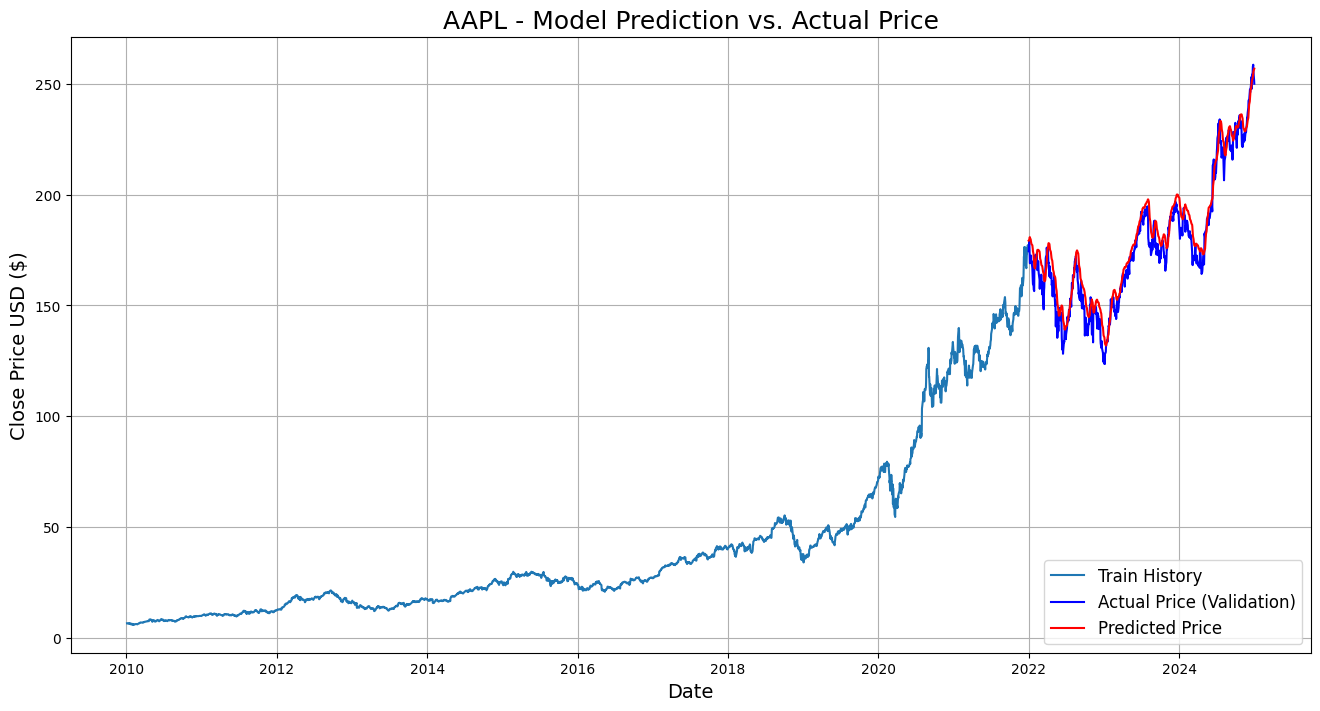 AAPL - Model Prediction vs. Actual Price
Close Price USD ($)
250
200
150
100
50
0
2010 2012 2014 2016 2018 2020 2022 2024
Date
Train History
Actual Price (Validation)
Predicted Price